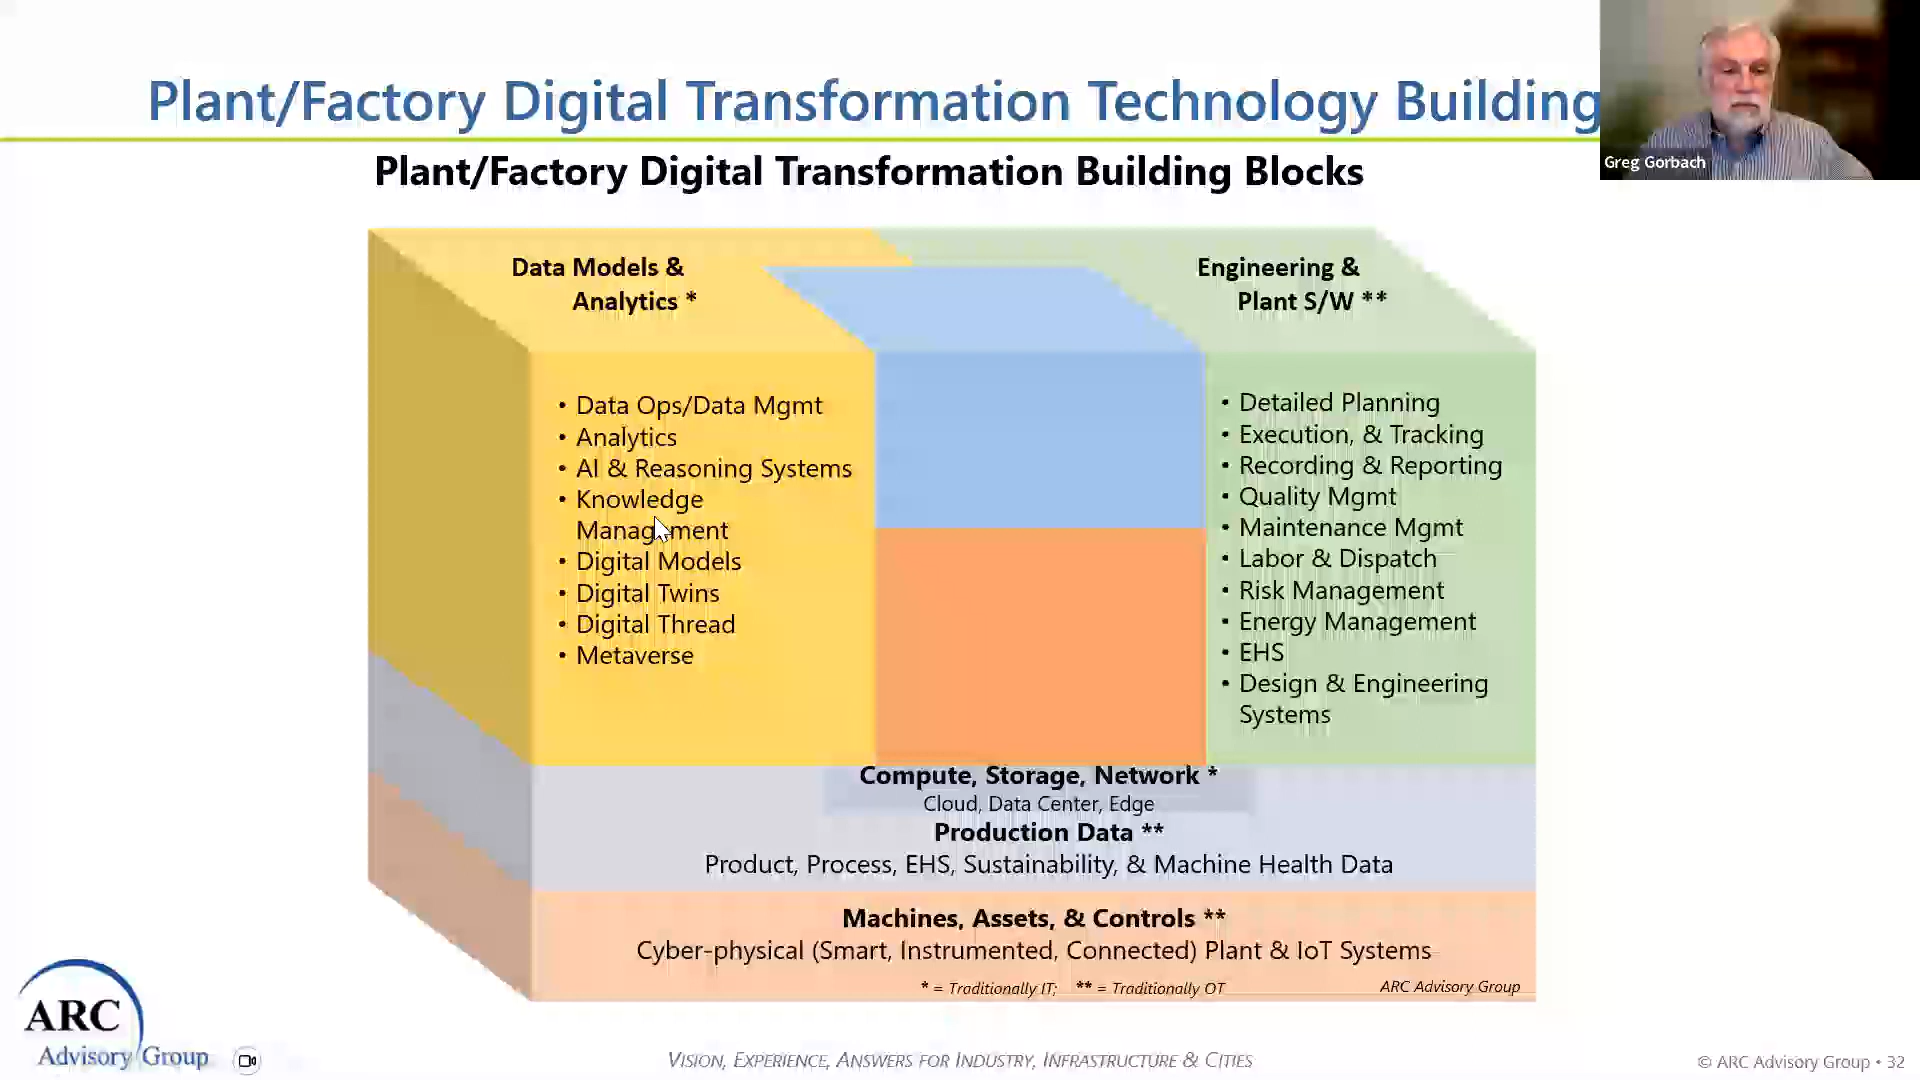 Plant/Factory Digital Transformation Technology Building
Greg Gorbach
Plant/Factory Digital Transformation Building Blocks
Data Models &
Analytics *
Engineering &
Plant S/W **
• Data Ops/Data Mgmt
• Analytics
• AI & Reasoning Systems
• Knowledge
Management
• Digital Models
• Digital Twins
• Digital Thread
• Metaverse
• Detailed Planning
• Execution, & Tracking
• Recording & Reporting
• Quality Mgmt
• Maintenance Mgmt
• Labor & Dispatch
• Risk Management
• Energy Management
• EHS
• Design & Engineering
Systems
Compute, Storage, Network *
Cloud, Data Center, Edge
Production Data **
Product, Process, EHS, Sustainability, & Machine Health Data
Machines, Assets, & Controls **
Cyber-physical (Smart, Instrumented, Connected) Plant & IoT Systems
* = Traditionally IT; ** = Traditionally OT
ARC Advisory Group
ARC
Advisory Group
VISION, EXPERIENCE, ANSWERS FOR INDUSTRY, INFRASTRUCTURE & CITIES
© ARC Advisory Group • 32